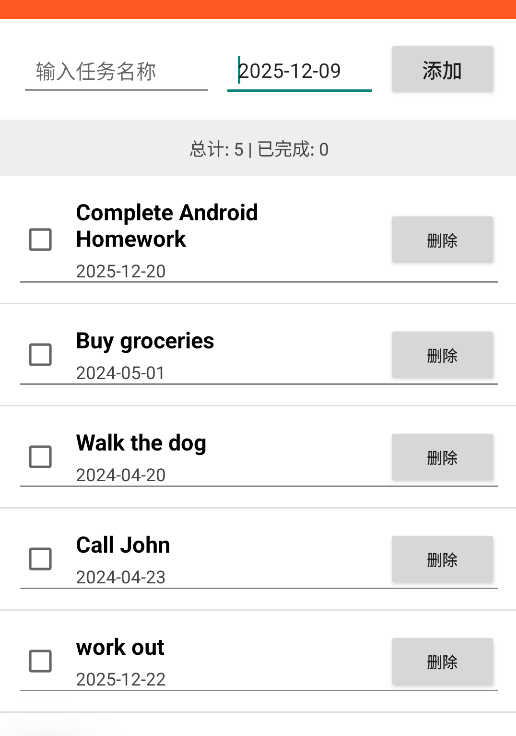 输入任务名称 2025-12-09 添加
总计: 5 | 已完成: 0
Complete Android
Homework
删除
2025-12-20
Buy groceries
删除
2024-05-01
Walk the dog
删除
2024-04-20
Call John
删除
2024-04-23
work out
删除
2025-12-22